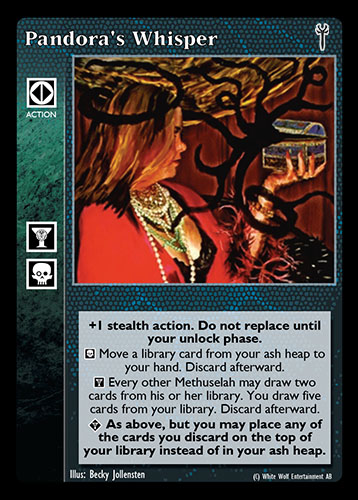 Pandora's Whisper
ACTION
+1 stealth action. Do not replace until
your unlock phase.
Move a library card from your ash heap to
your hand. Discard afterward.
Every other Methuselah may draw two
cards from his or her library. You draw five
cards from your library. Discard afterward.
As above, but you may place any of
the cards you discard on the top of
your library instead of in your ash heap.
Illus: Becky Jollensten
(C) White Wolf Entertainment AB